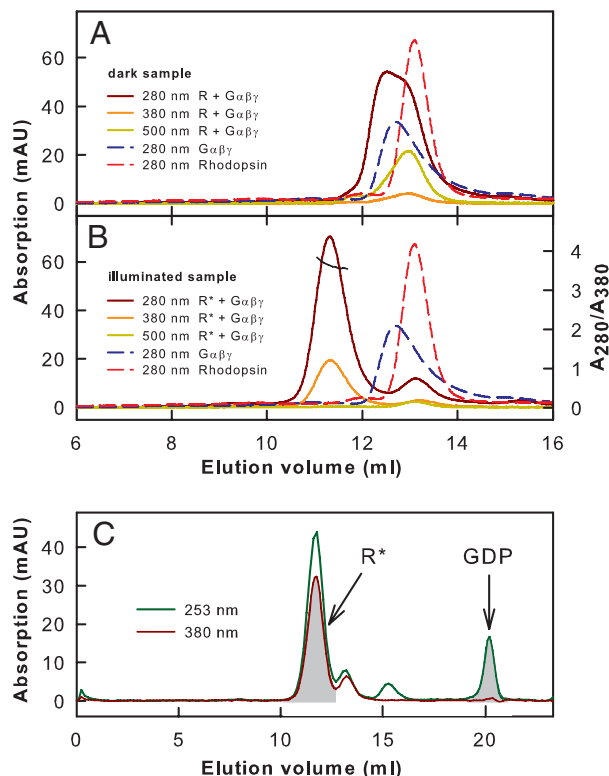 A
60
40
20
0
dark sample
280 nm R + Gαβγ
380 nm R + Gαβγ
500 nm R + Gαβγ
280 nm Gαβγ
280 nm Rhodopsin
Absorption (mAU)
B
60
40
20
0
illuminated sample
280 nm R* + Gαβγ
380 nm R* + Gαβγ
500 nm R* + Gαβγ
280 nm Gαβγ
280 nm Rhodopsin
4
3
2
1
0
A280/A380
6 8 10 12 14 16
Elution volume (ml)
C
40
30
20
10
0
Absorption (mAU)
253 nm
380 nm
R*
GDP
0 5 10 15 20
Elution volume (ml)